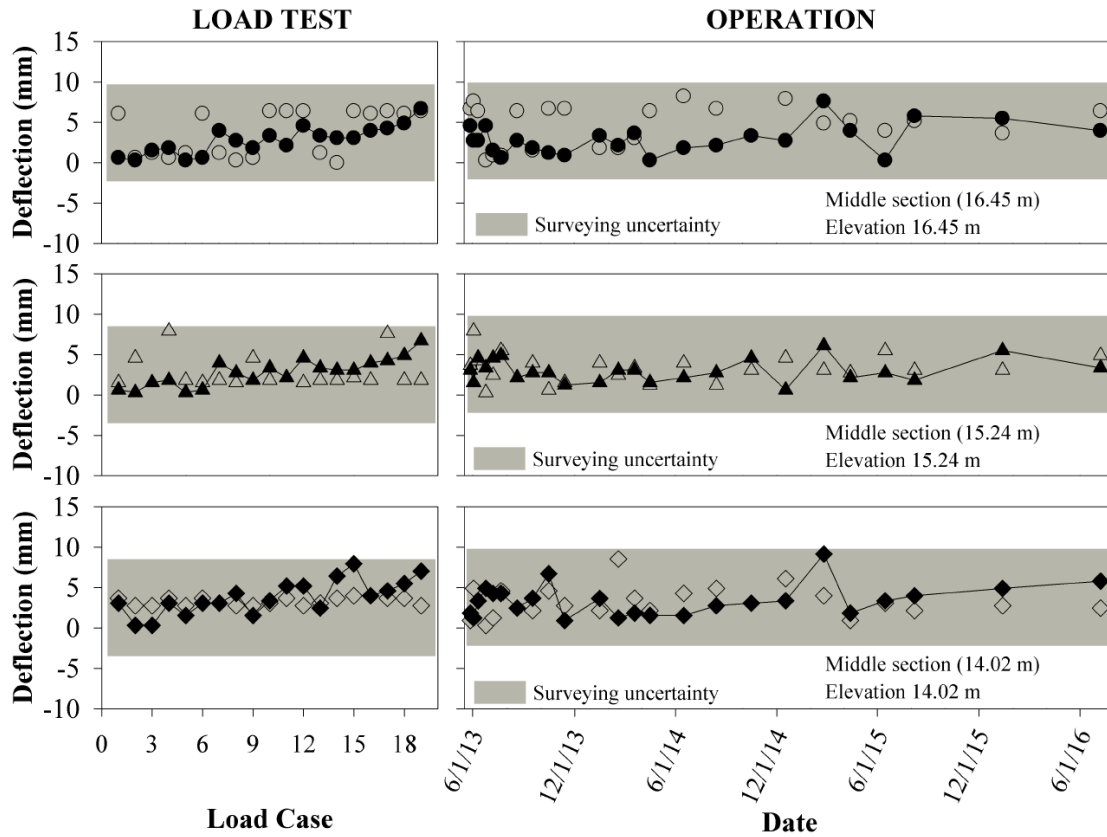 LOAD TEST
OPERATION
Deflection (mm)
15
10
5
0
-5
-10
Surveying uncertainty
Middle section (16.45 m)
Elevation 16.45 m
Deflection (mm)
15
10
5
0
-5
-10
Surveying uncertainty
Middle section (15.24 m)
Elevation 15.24 m
Deflection (mm)
15
10
5
0
-5
-10
Surveying uncertainty
Middle section (14.02 m)
Elevation 14.02 m
0 3 6 9 12 15 18
6/1/13 12/1/13 6/1/14 12/1/14 6/1/15 12/1/15 6/1/16
Load Case
Date